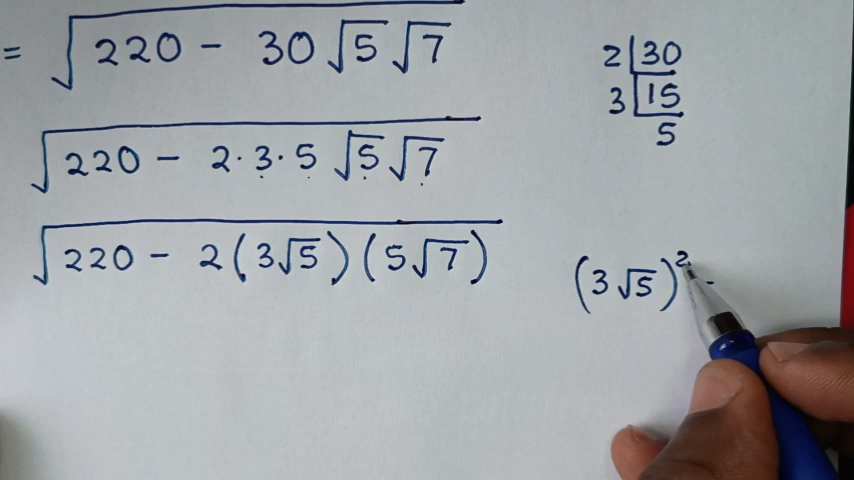 = √(220 - 30√5√7)
2 | 30
3 | 15
5
√(220 - 2·3·5√5√7)
√(220 - 2(3√5)(5√7))
(3√5)²